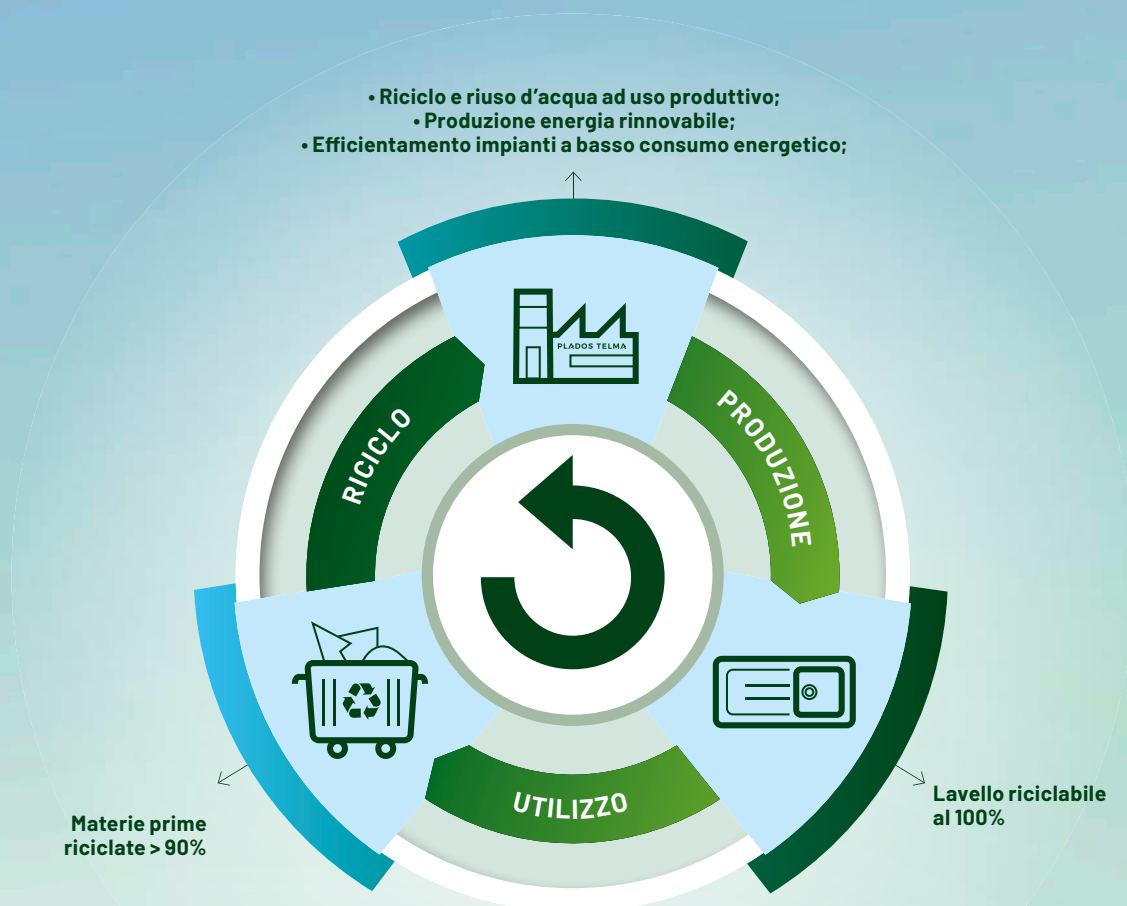 • Riciclo e riuso d’acqua ad uso produttivo;
• Produzione energia rinnovabile;
• Efficientamento impianti a basso consumo energetico;
PLADOS TELMA
RICICLO
PRODUZIONE
UTILIZZO
Lavello riciclabile
al 100%
Materie prime
riciclate > 90%